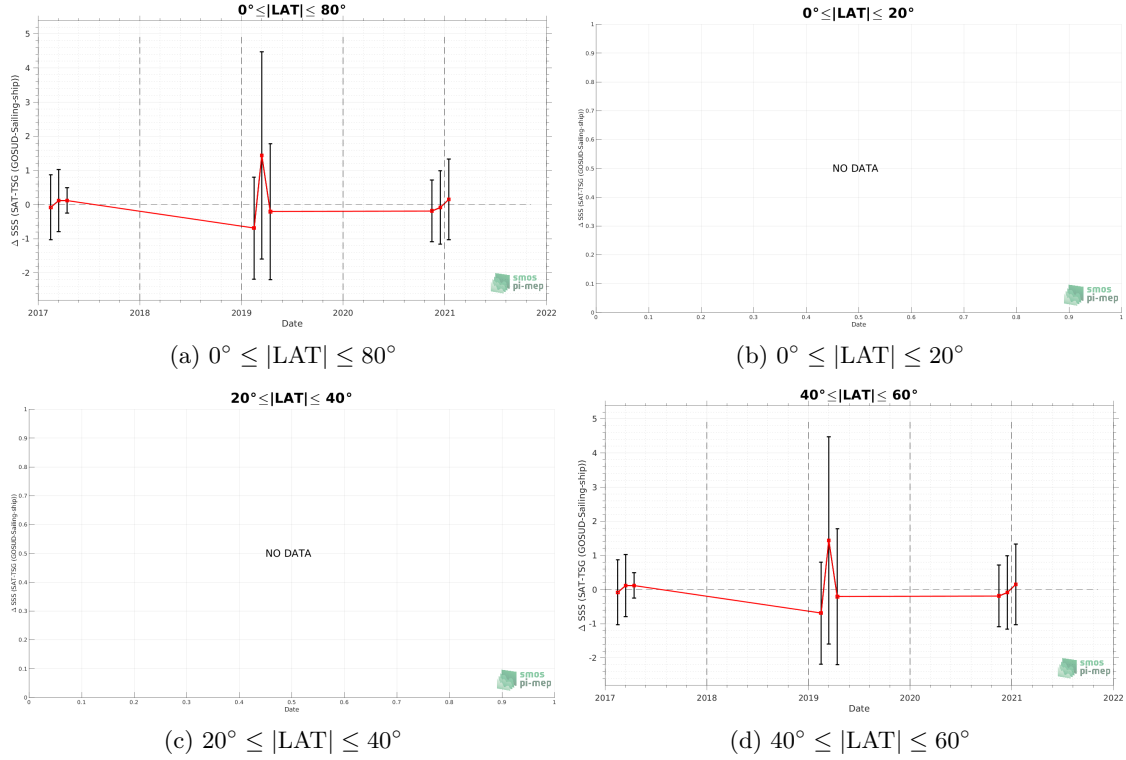 0°≤|LAT|≤ 80°
Δ SSS (SAT-TSG (GOSUD-Sailing-ship))
5
4
3
2
1
0
-1
-2
2017 2018 2019 2020 2021 2022
Date
smos
pi-mep
(a) 0° ≤ |LAT| ≤ 80°
0°≤|LAT|≤ 20°
Δ SSS (SAT-TSG (GOSUD-Sailing-ship))
1
0.9
0.8
0.7
0.6
0.5
0.4
0.3
0.2
0.1
0
NO DATA
0 0.1 0.2 0.3 0.4 0.5 0.6 0.7 0.8 0.9 1
Date
smos
pi-mep
(b) 0° ≤ |LAT| ≤ 20°
20°≤|LAT|≤ 40°
Δ SSS (SAT-TSG (GOSUD-Sailing-ship))
1
0.9
0.8
0.7
0.6
0.5
0.4
0.3
0.2
0.1
0
NO DATA
0 0.1 0.2 0.3 0.4 0.5 0.6 0.7 0.8 0.9 1
Date
smos
pi-mep
(c) 20° ≤ |LAT| ≤ 40°
40°≤|LAT|≤ 60°
Δ SSS (SAT-TSG (GOSUD-Sailing-ship))
5
4
3
2
1
0
-1
-2
2017 2018 2019 2020 2021 2022
Date
smos
pi-mep
(d) 40° ≤ |LAT| ≤ 60°